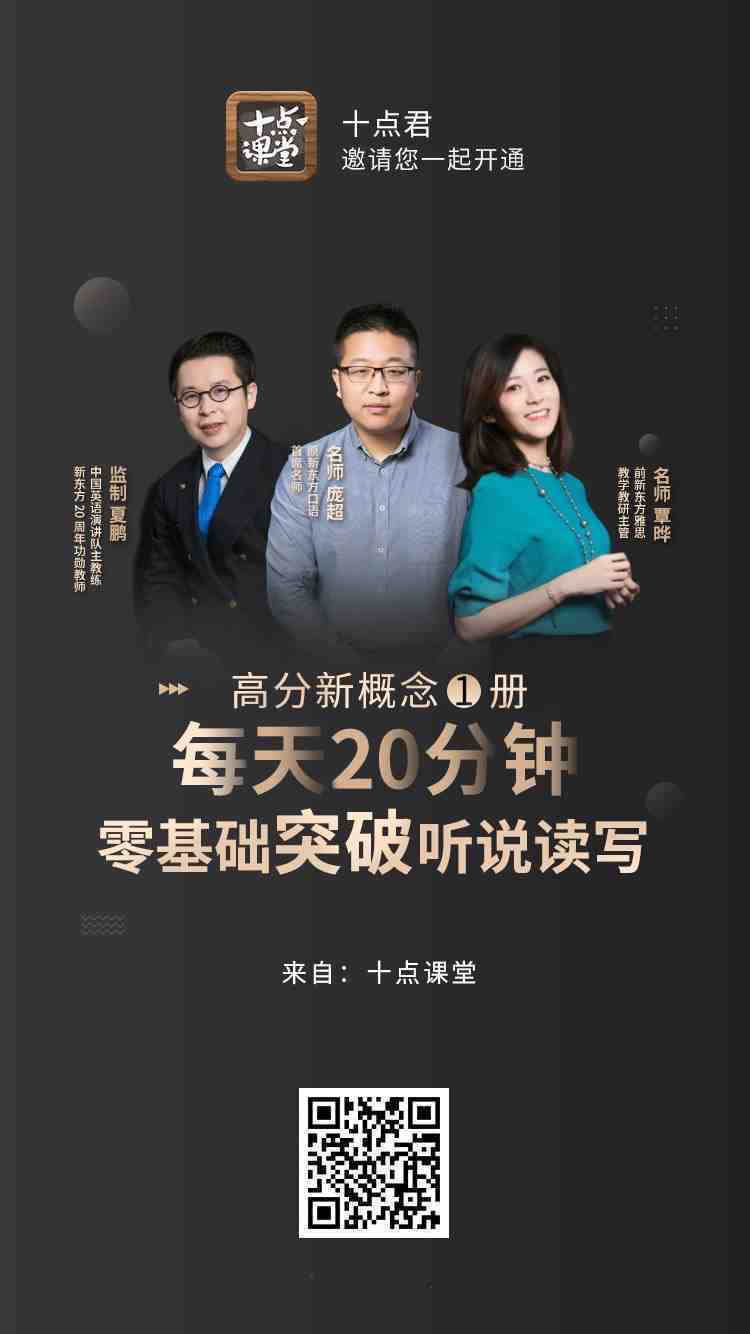 十点课堂
十点君
邀请您一起开通
监制 夏鹏
中国英语演讲队主教练
新东方20周年功勋教师
名师 庞超
前新东方口语
首席名师
名师 覃晔
前新东方雅思
教学教研主管
高分新概念1册
每天20分钟
零基础突破听说读写
来自：十点课堂